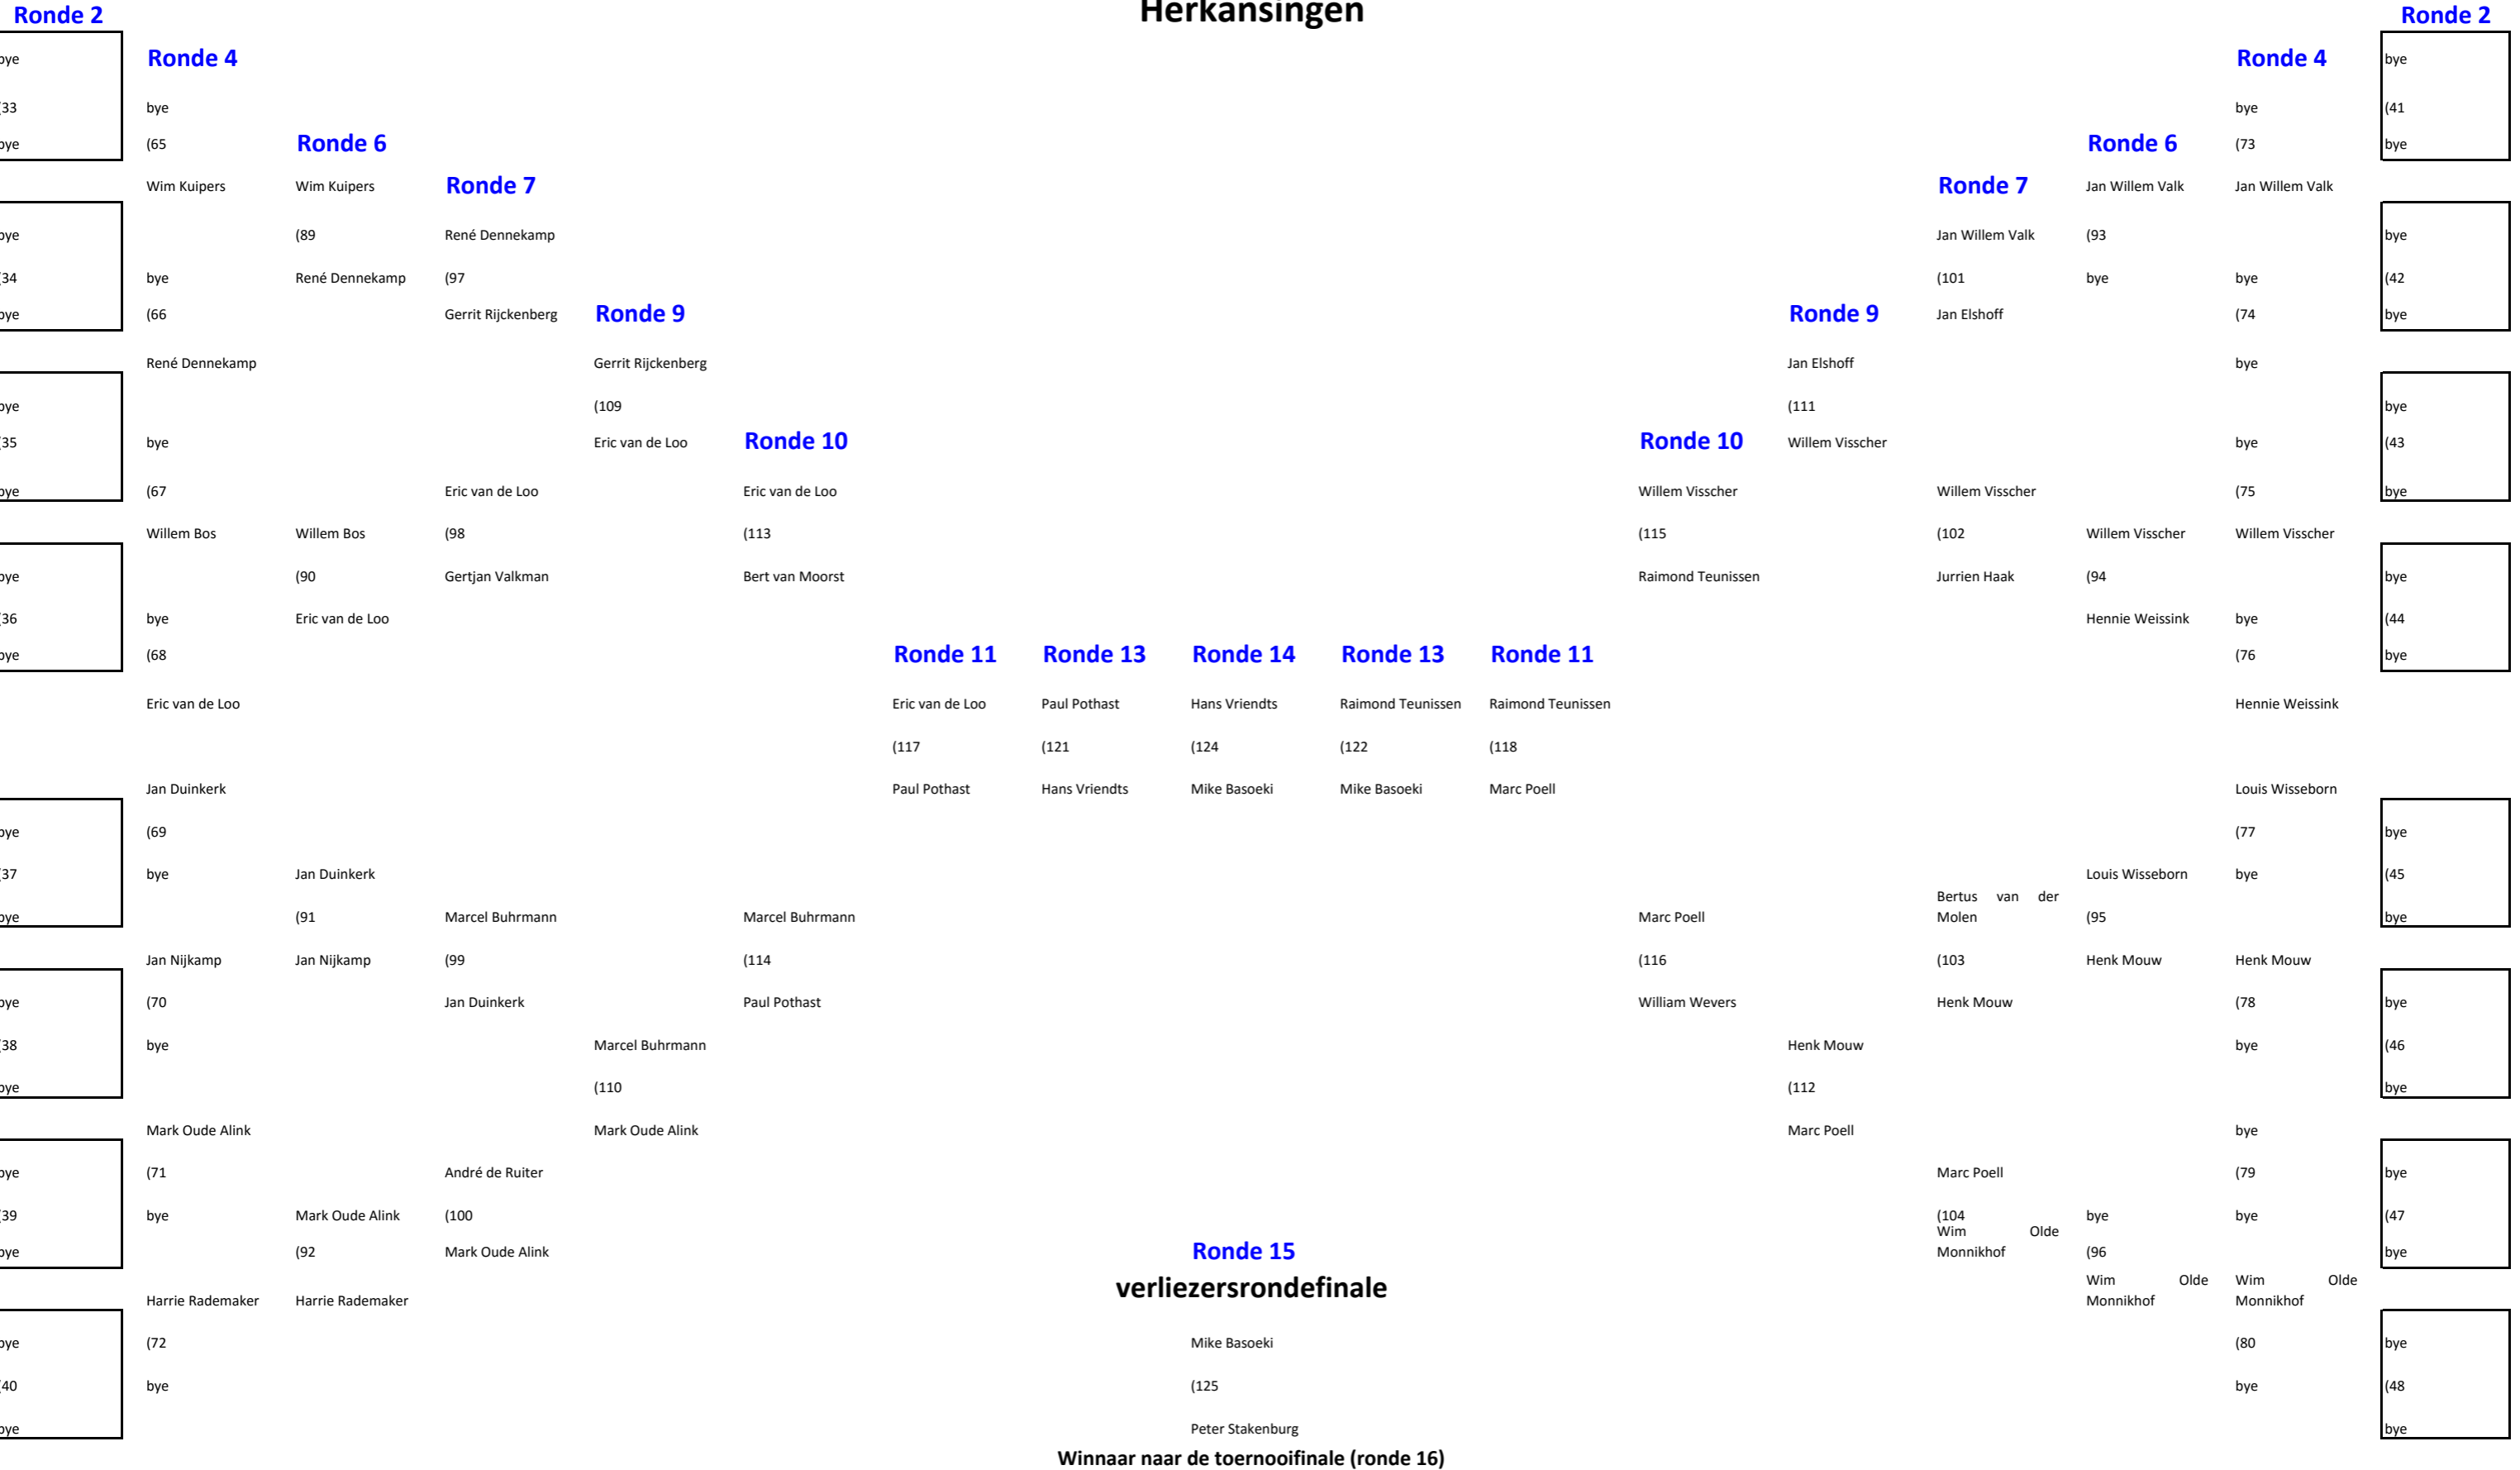 Herkansingen
Ronde 2 Ronde 2
bye Ronde 4 Ronde 4 bye
(33 bye bye (41
bye (65 Ronde 6 Ronde 6 (73 bye
Wim Kuipers Wim Kuipers Ronde 7 Ronde 7 Jan Willem Valk Jan Willem Valk
bye (89 René Dennekamp Jan Willem Valk (93 bye
(34 bye René Dennekamp (97 (101 bye bye (42
bye (66 Gerrit Rijckenberg Ronde 9 Ronde 9 Jan Elshoff (74 bye
René Dennekamp Gerrit Rijckenberg Jan Elshoff bye
bye (109 (111 bye
(35 bye Eric van de Loo Ronde 10 Ronde 10 Willem Visscher bye (43
bye (67 Eric van de Loo Eric van de Loo Willem Visscher Willem Visscher (75 bye
Willem Bos Willem Bos (98 (113 (115 (102 Willem Visscher Willem Visscher
bye (90 Gertjan Valkman Bert van Moorst Raimond Teunissen Jurrien Haak (94 bye
(36 bye Eric van de Loo Hennie Weissink bye (44
bye (68 Ronde 11 Ronde 13 Ronde 14 Ronde 13 Ronde 11 (76 bye
Eric van de Loo Eric van de Loo Paul Pothast Hans Vriendts Raimond Teunissen Raimond Teunissen Hennie Weissink
(117 (121 (124 (122 (118
Jan Duinkerk Paul Pothast Hans Vriendts Mike Basoeki Mike Basoeki Marc Poell Louis Wisseborn
bye (69 (77 bye
(37 bye Jan Duinkerk Louis Wisseborn bye (45
Bertus van der
bye (91 Marcel Buhrmann Marcel Buhrmann Marc Poell Molen (95 bye
Jan Nijkamp Jan Nijkamp (99 (114 (116 (103 Henk Mouw Henk Mouw
bye (70 Jan Duinkerk Paul Pothast William Wevers Henk Mouw (78 bye
(38 bye Marcel Buhrmann Henk Mouw bye (46
bye (110 (112 bye
Mark Oude Alink Mark Oude Alink Marc Poell bye
bye (71 André de Ruiter Marc Poell (79 bye
(39 bye Mark Oude Alink (100 (104 bye bye (47
Wim Olde
bye (92 Mark Oude Alink Ronde 15 Monnikhof (96 bye
verliezersrondefinale Wim Olde Wim Olde
Harrie Rademaker Harrie Rademaker Monnikhof Monnikhof
bye (72 Mike Basoeki (80 bye
(40 bye (125 bye (48
bye Peter Stakenburg bye
Winnaar naar de toernooifinale (ronde 16)